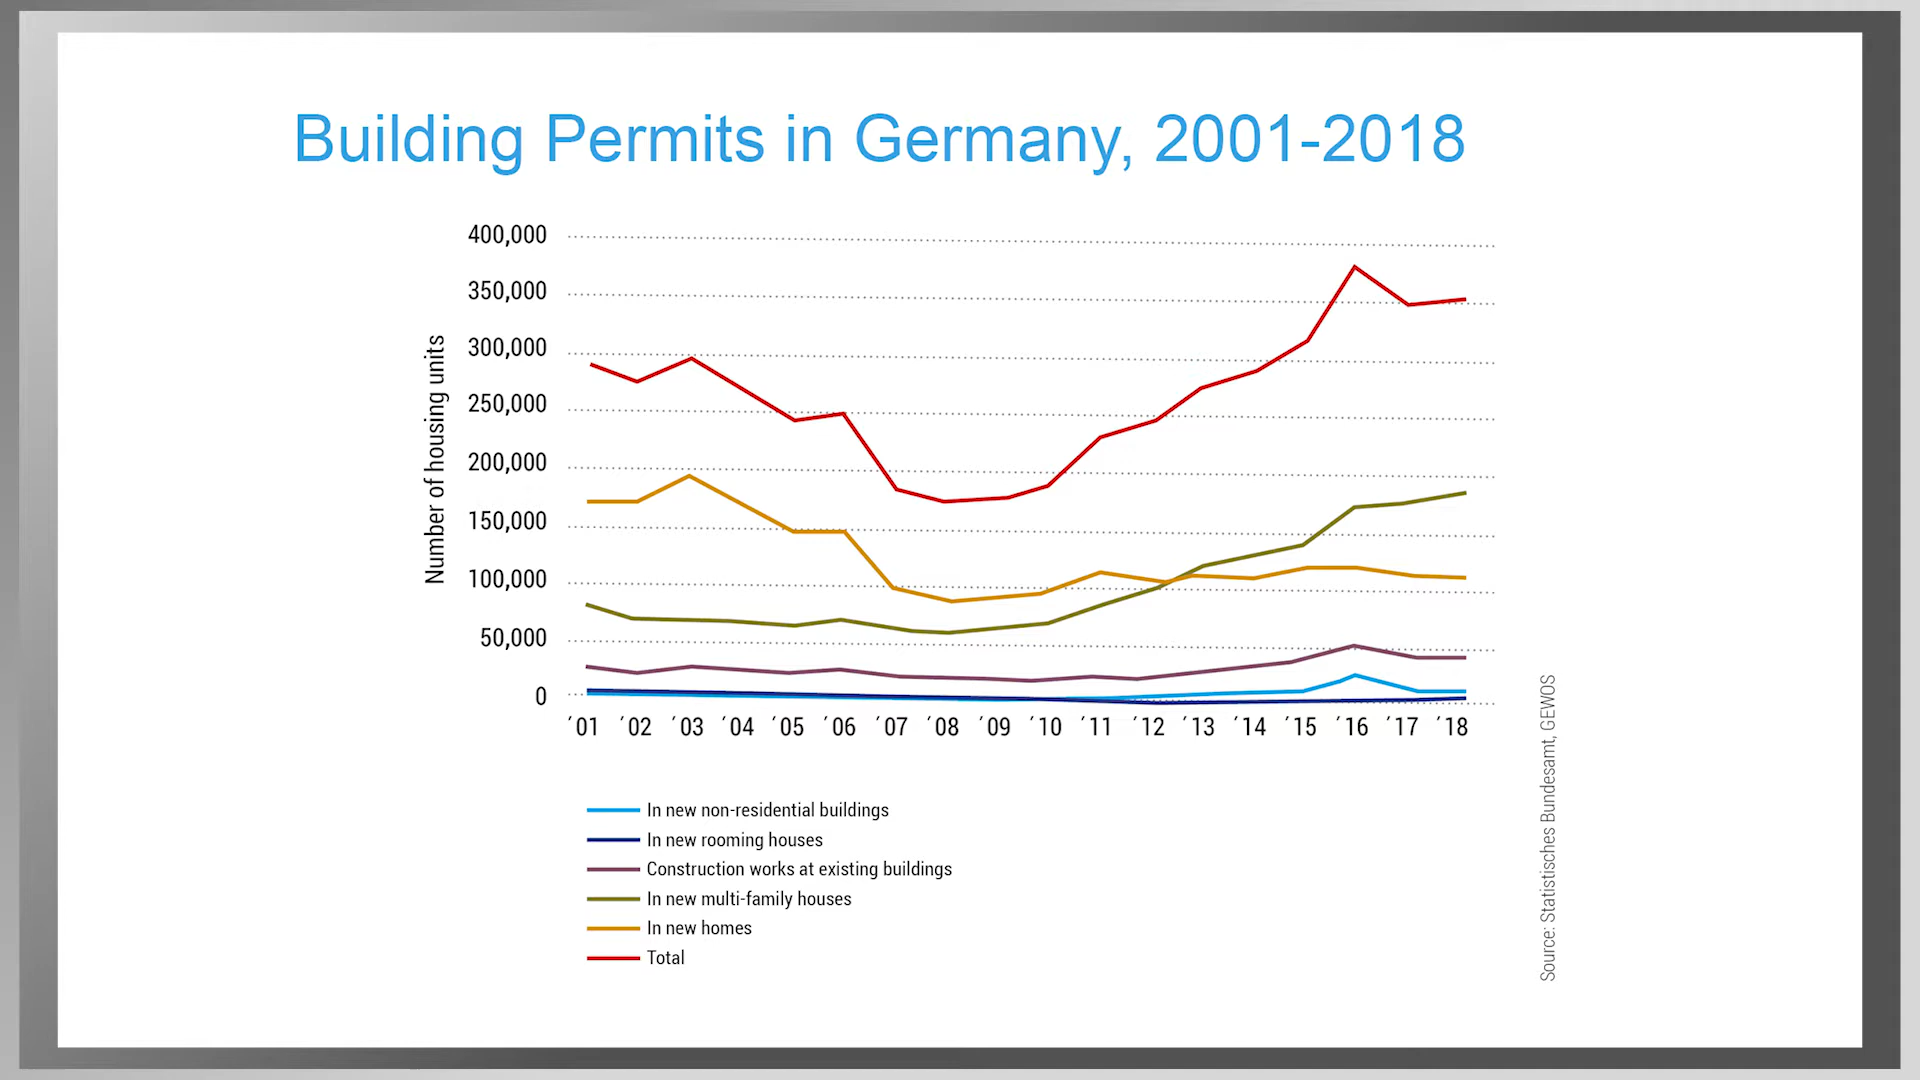 Building Permits in Germany, 2001-2018
Number of housing units
400,000
350,000
300,000
250,000
200,000
150,000
100,000
50,000
0
´01 ´02 ´03 ´04 ´05 ´06 ´07 ´08 ´09 ´10 ´11 ´12 ´13 ´14 ´15 ´16 ´17 ´18
In new non-residential buildings
In new rooming houses
Construction works at existing buildings
In new multi-family houses
In new homes
Total
Source: Statistisches Bundesamt, GEWOS